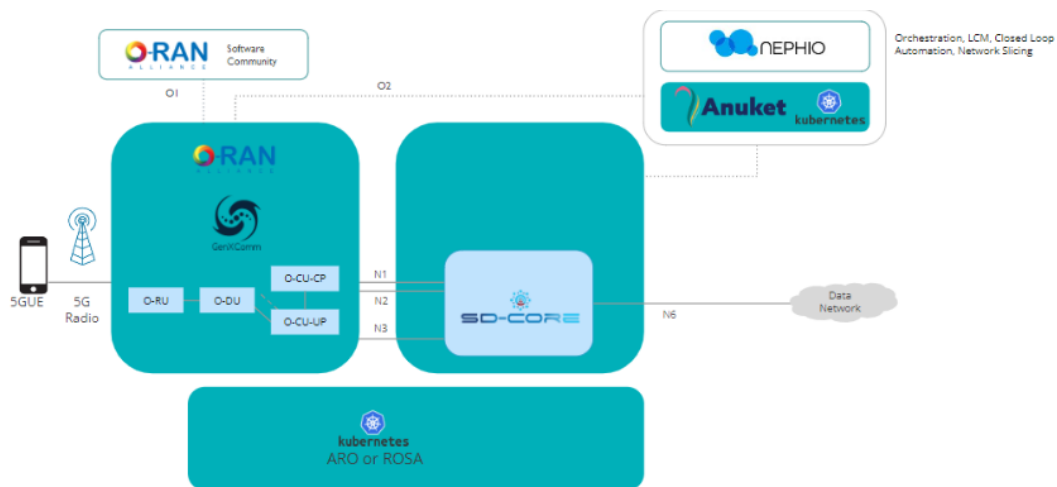 O-RAN
ALLIANCE
Software
Community
NEPHIO
Anuket
kubernetes
Orchestration, LCM, Closed Loop
Automation, Network Slicing
O1
O2
O-RAN
ALLIANCE
GenXComm
5GUE
5G
Radio
O-RU
O-DU
O-CU-CP
O-CU-UP
N1
N2
N3
SD-CORE
N6
Data
Network
kubernetes
ARO or ROSA